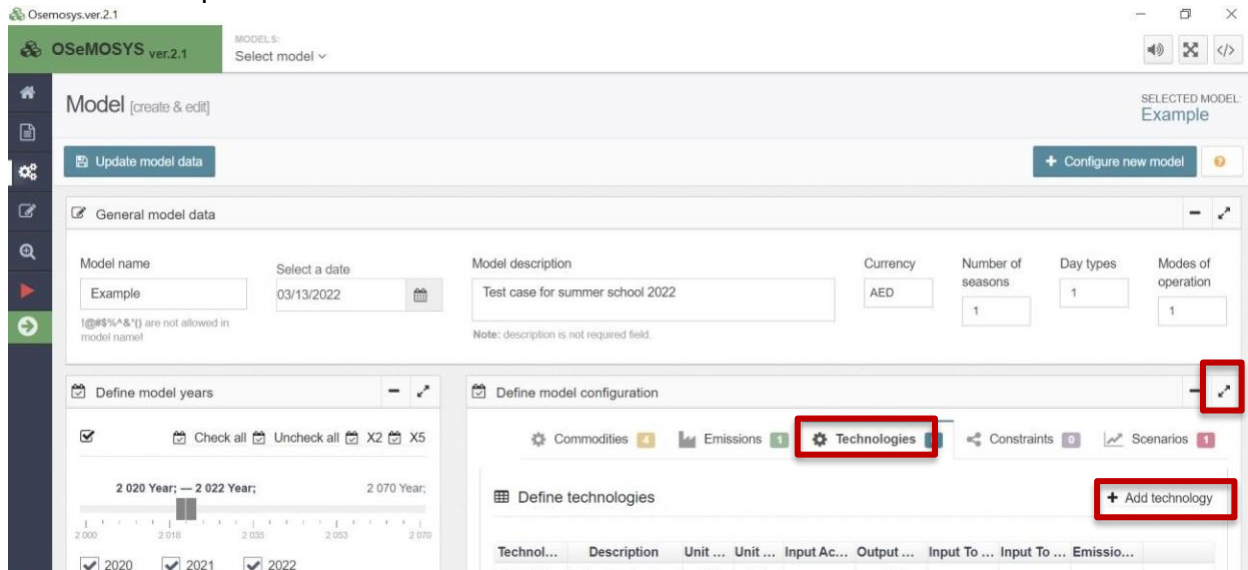 Osemosys.ver.2.1
OSeMOSYS ver.2.1
MODELS:
Select model
</>
Model [create & edit]
SELECTED MODEL:
Example
Update model data
+ Configure new model
General model data
Model name
Select a date
Model description
Currency
Number of seasons
Day types
Modes of operation
Example
03/13/2022
Test case for summer school 2022
AED
1
1
1
!@#$%^&*() are not allowed in
model name!
Note: description is not required field.
Define model years
Define model configuration
Check all Uncheck all X2 X5
Commodities 4 Emissions 1 Technologies Constraints 0 Scenarios 1
2 020 Year; — 2 022 Year; 2 070 Year;
Define technologies
+ Add technology
2 000 2 018 2 035 2 053 2 070
Technol... Description Unit ... Unit ... Input Ac... Output ... Input To ... Input To ... Emissio...
2020 2021 2022